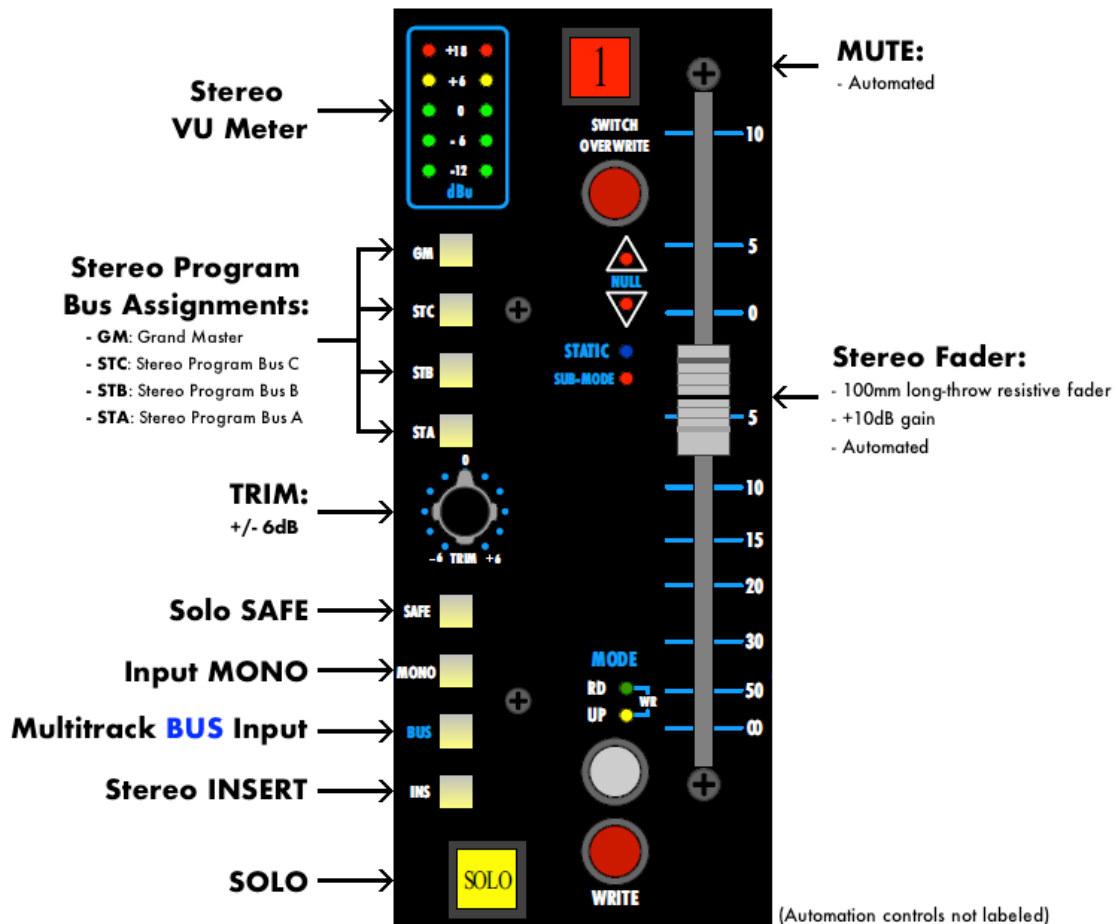 Stereo
VU Meter
Stereo Program
Bus Assignments:
- GM: Grand Master
- STC: Stereo Program Bus C
- STB: Stereo Program Bus B
- STA: Stereo Program Bus A
TRIM:
+/- 6dB
Solo SAFE
Input MONO
Multitrack BUS Input
Stereo INSERT
SOLO
+18
+6
0
-6
-12
dBu
GM
STC
STB
STA
0
-6 TRIM +6
SAFE
MONO
BUS
INS
SOLO
1
SWITCH
OVERWRITE
NULL
STATIC
SUB-MODE
MODE
RD
WR
UP
WRITE
10
5
0
5
10
15
20
30
50
∞
MUTE:
- Automated
Stereo Fader:
- 100mm long-throw resistive fader
- +10dB gain
- Automated
(Automation controls not labeled)